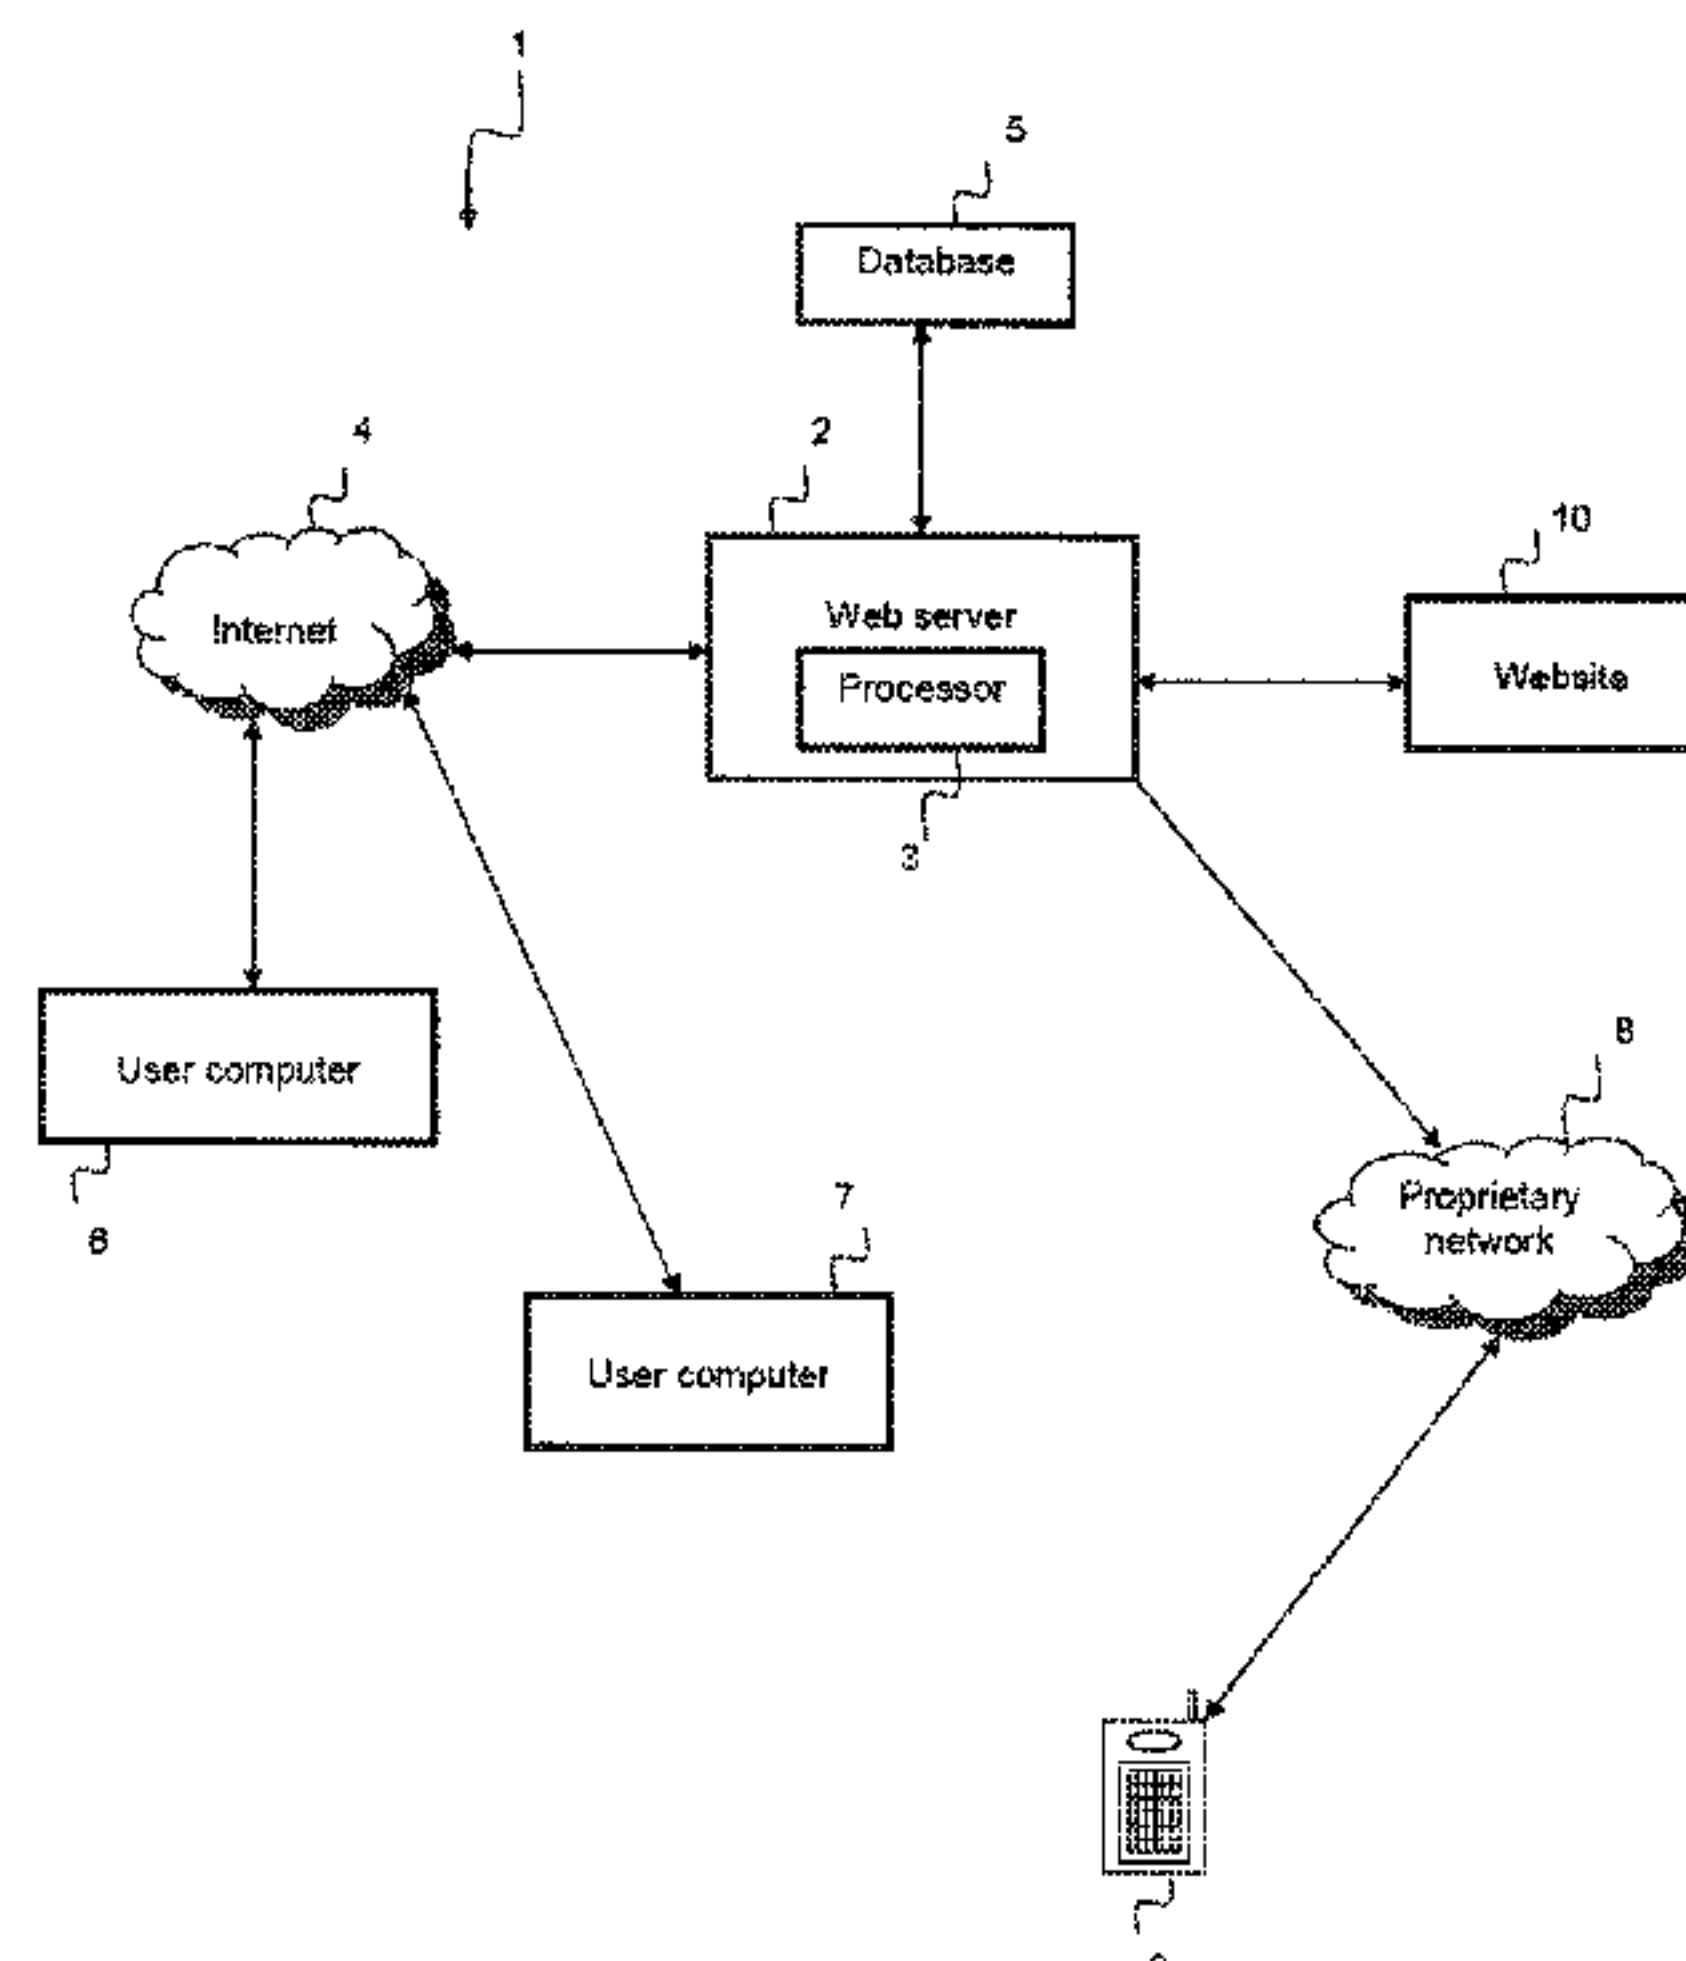 1
5
Database
4
2
10
Internet
Web server
Processor
Website
3
User computer
8
Proprietary
network
6
7
User computer